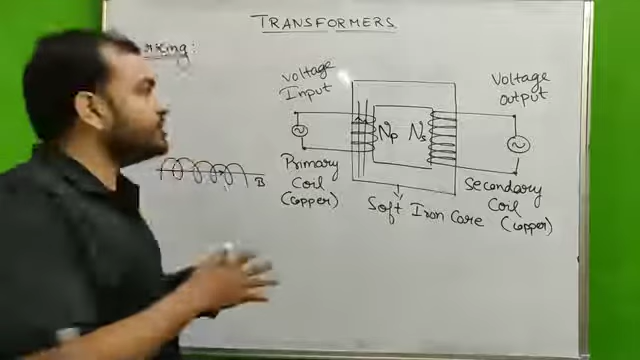 TRANSFORMERS
Voltage
Input
Voltage
Output
Np Ns
B
Primary
Coil
(Copper)
Secondary
Coil
(Copper)
Soft Iron Core